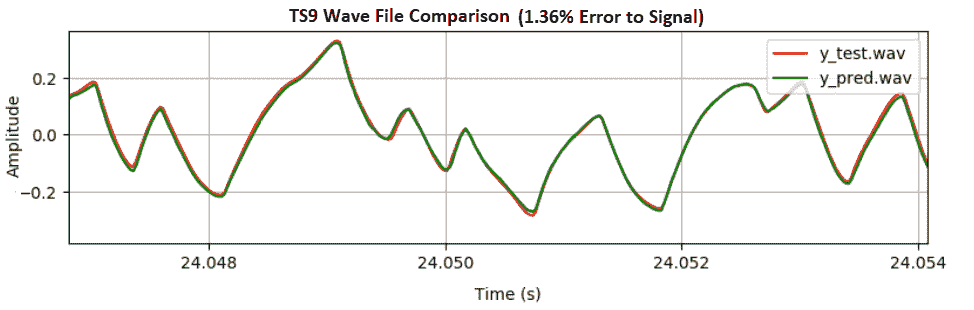 TS9 Wave File Comparison (1.36% Error to Signal)
y_test.wav
y_pred.wav
0.2
0.0
−0.2
Amplitude
24.048 24.050 24.052 24.054
Time (s)